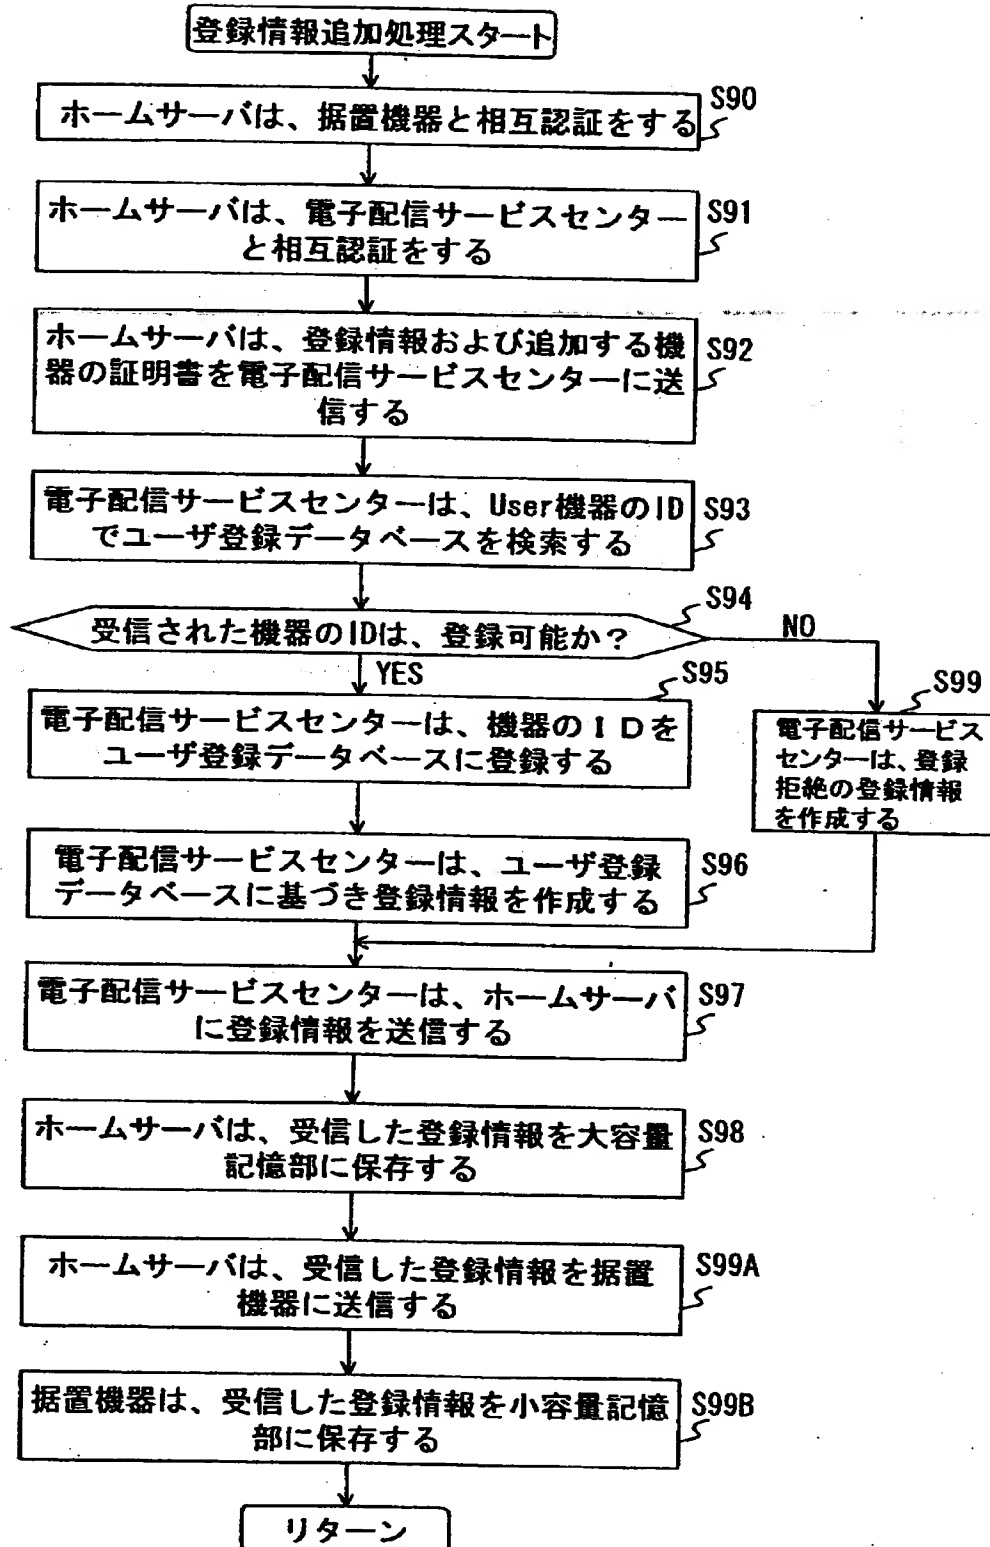 登録情報追加処理スタート
ホームサーバは、据置機器と相互認証をする
S90
ホームサーバは、電子配信サービスセンター
と相互認証をする
S91
ホームサーバは、登録情報および追加する機
器の証明書を電子配信サービスセンターに送
信する
S92
電子配信サービスセンターは、User機器のID
でユーザ登録データベースを検索する
S93
受信された機器のIDは、登録可能か?
S94
NO
YES
電子配信サービスセンターは、機器のIDを
ユーザ登録データベースに登録する
S95
電子配信サービス
センターは、登録
拒絶の登録情報
を作成する
S99
電子配信サービスセンターは、ユーザ登録
データベースに基づき登録情報を作成する
S96
電子配信サービスセンターは、ホームサーバ
に登録情報を送信する
S97
ホームサーバは、受信した登録情報を大容量
記憶部に保存する
S98
ホームサーバは、受信した登録情報を据置
機器に送信する
S99A
据置機器は、受信した登録情報を小容量記憶
部に保存する
S99B
リターン